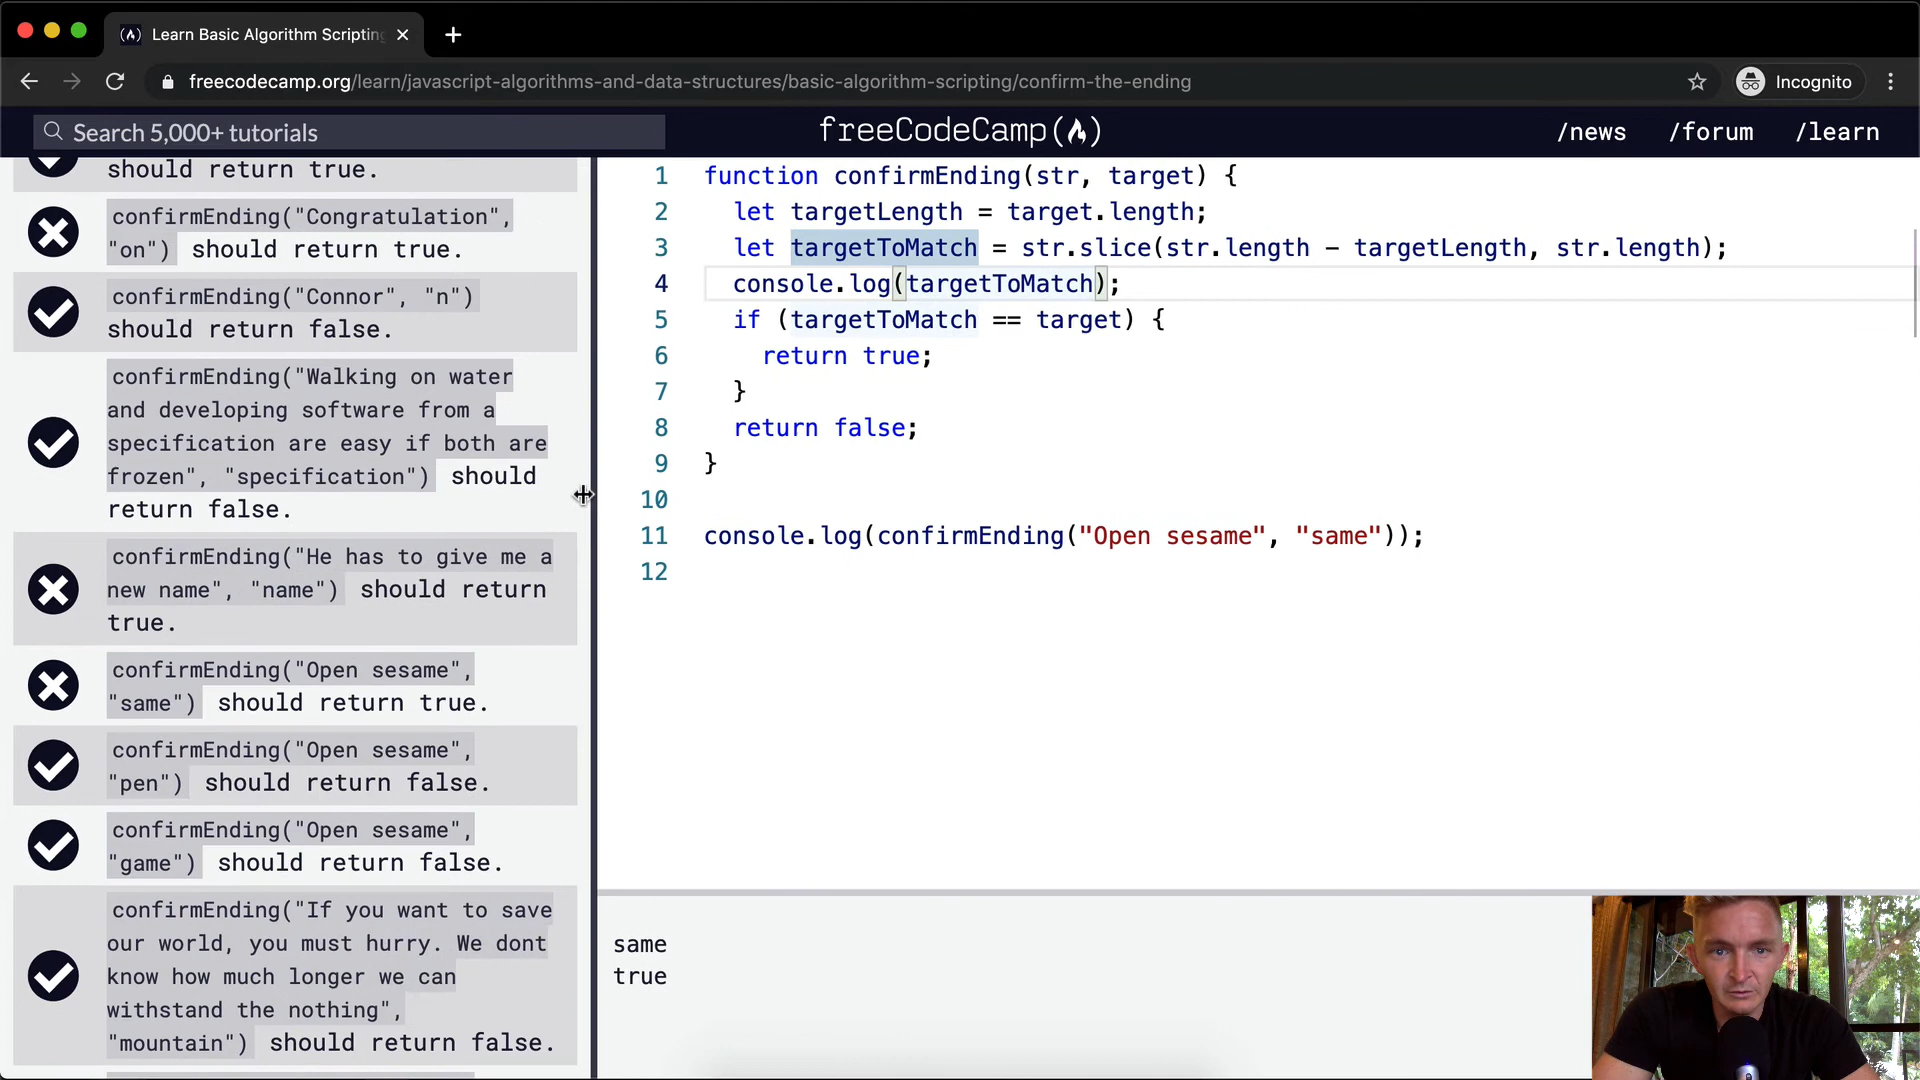 Learn Basic Algorithm Scripting
freecodecamp.org/learn/javascript-algorithms-and-data-structures/basic-algorithm-scripting/confirm-the-ending
Incognito
Search 5,000+ tutorials
freeCodeCamp
/news
/forum
/learn
should return true.
confirmEnding("Congratulation",
"on") should return true.
confirmEnding("Connor", "n")
should return false.
confirmEnding("Walking on water
and developing software from a
specification are easy if both are
frozen", "specification") should
return false.
confirmEnding("He has to give me a
new name", "name") should return
true.
confirmEnding("Open sesame",
"same") should return true.
confirmEnding("Open sesame",
"pen") should return false.
confirmEnding("Open sesame",
"game") should return false.
confirmEnding("If you want to save
our world, you must hurry. We dont
know how much longer we can
withstand the nothing",
"mountain") should return false.
1 function confirmEnding(str, target) {
2 let targetLength = target.length;
3 let targetToMatch = str.slice(str.length - targetLength, str.length);
4 console.log(targetToMatch);
5 if (targetToMatch == target) {
6 return true;
7 }
8 return false;
9 }
10
11 console.log(confirmEnding("Open sesame", "same"));
12
same
true